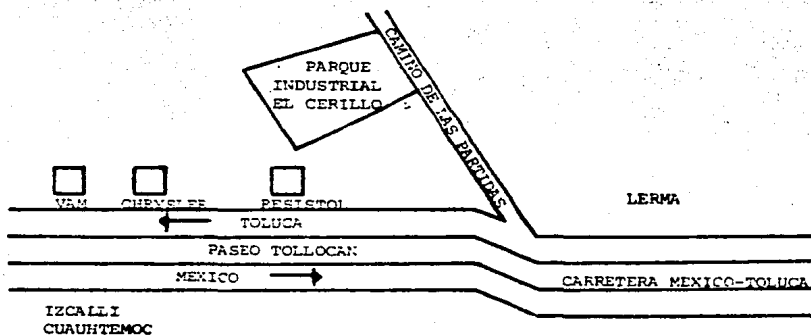 PARQUE
INDUSTRIAL
EL CERILLO
CAMINO DE LAS PARTIDAS
VAM CHRYSLER RESISTOL
LERMA
TOLUCA
PASEO TOLLOCAN
MEXICO
CARRETERA MEXICO-TOLUCA
IZCALLI
CUAUHTEMOC